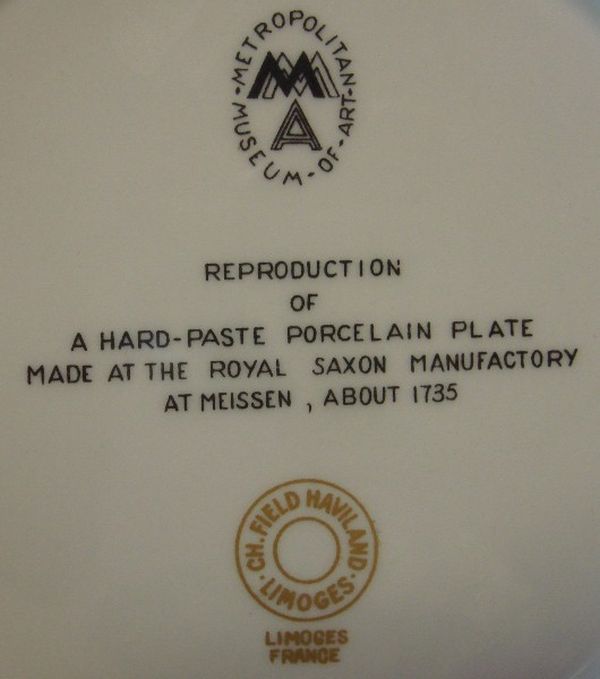 METROPOLITAN · MUSEUM · OF · ART ·
MMA
REPRODUCTION
OF
A HARD-PASTE PORCELAIN PLATE
MADE AT THE ROYAL SAXON MANUFACTORY
AT MEISSEN , ABOUT 1735
CH. FIELD HAVILAND
· LIMOGES ·
LIMOGES
FRANCE